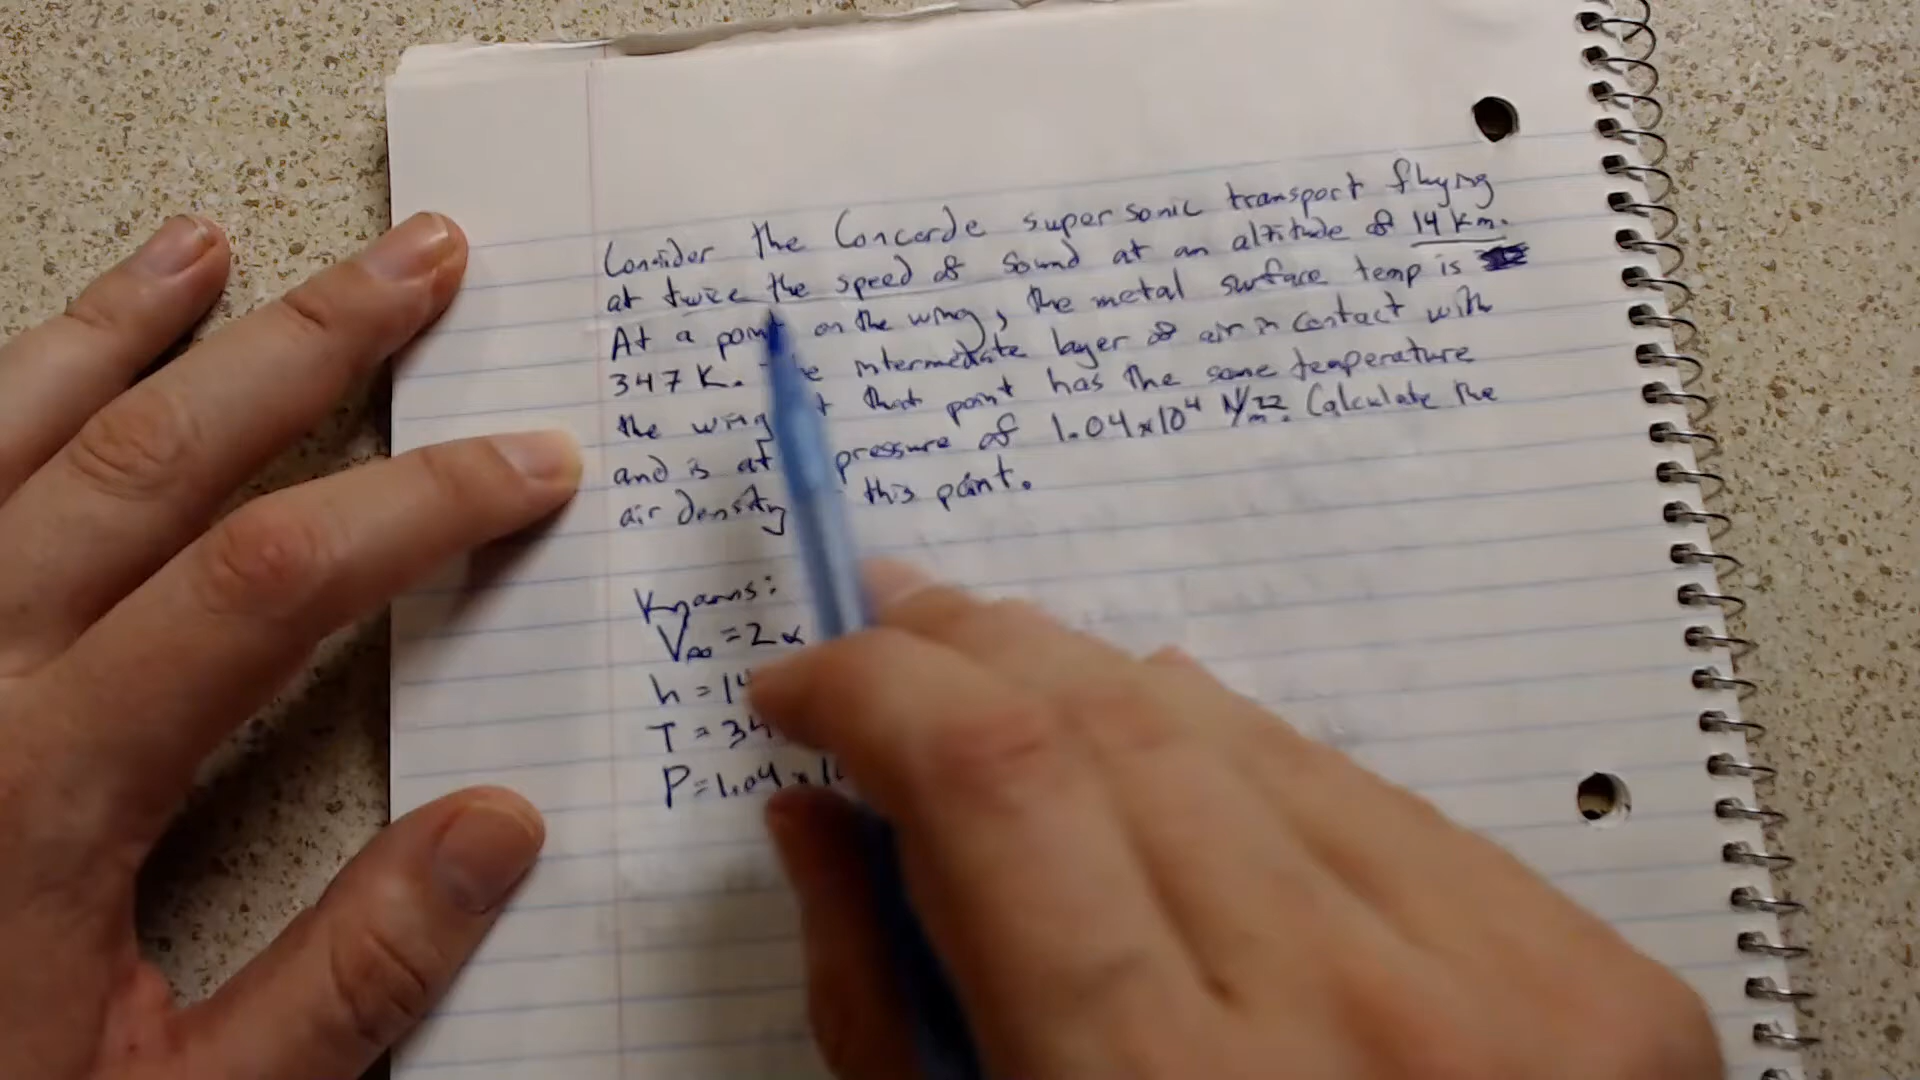 Consider the Concorde supersonic transport flying
at twice the speed of sound at an altitude of 14 km.
At a point on the wing, the metal surface temp is
347 K. intermediate layer of air in contact with
the wing that point has the same temperature
and is at pressure of 1.04×10⁴ N/m². Calculate the
air density this point.
Knowns:
V∞ = 2 ×
h = 14
T = 34
P = 1.04 × 1